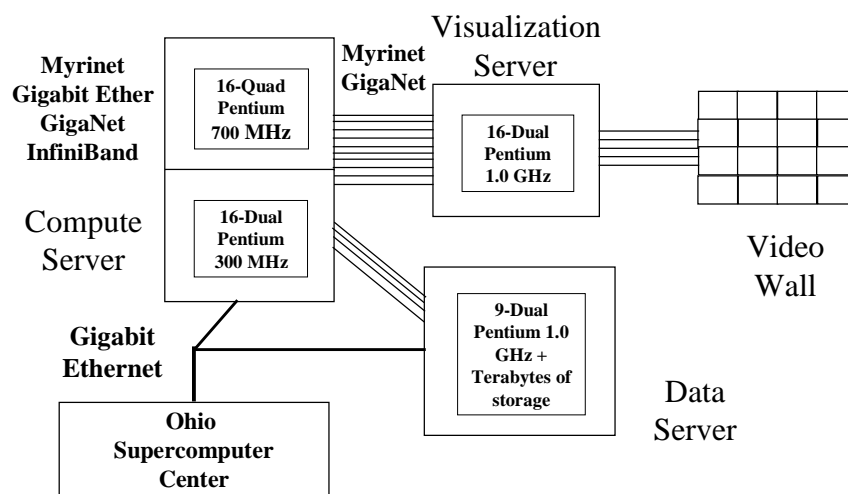 Myrinet
Gigabit Ether
GigaNet
InfiniBand
16-Quad
Pentium
700 MHz
Myrinet
GigaNet
Visualization
Server
16-Dual
Pentium
1.0 GHz
Compute
Server
16-Dual
Pentium
300 MHz
Video
Wall
Gigabit
Ethernet
9-Dual
Pentium 1.0
GHz +
Terabytes of
storage
Data
Server
Ohio
Supercomputer
Center